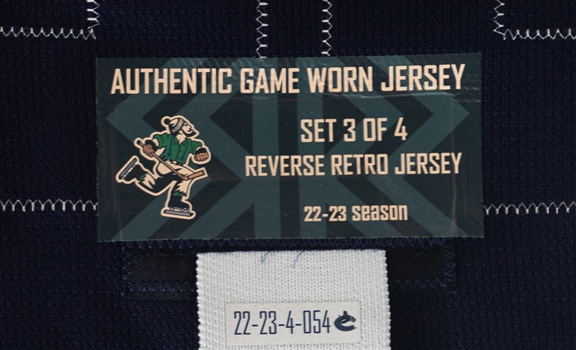 AUTHENTIC GAME WORN JERSEY
SET 3 OF 4
REVERSE RETRO JERSEY
22-23 season
22-23-4-054